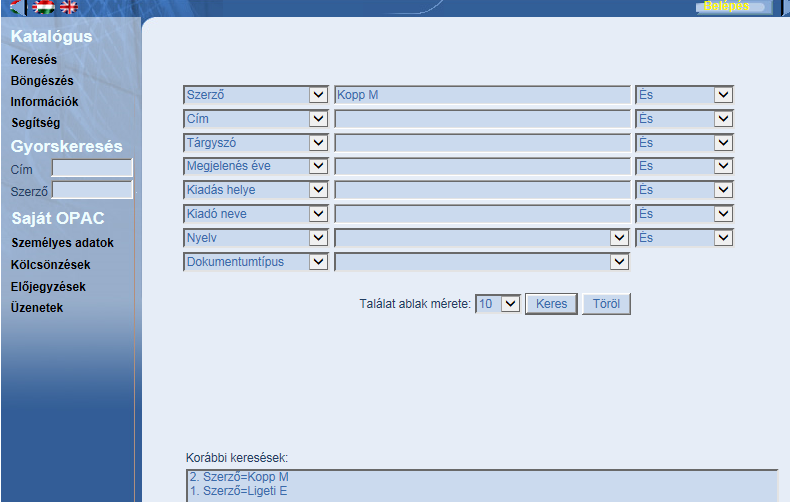 Belépés
Katalógus
Keresés
Böngészés
Információk
Segítség
Gyorskeresés
Cím
Szerző
Saját OPAC
Személyes adatok
Kölcsönzések
Előjegyzések
Üzenetek
Szerző Kopp M És
Cím És
Tárgyszó És
Megjelenés éve És
Kiadás helye És
Kiadó neve És
Nyelv És
Dokumentumtípus
Találat ablak mérete: 10 Keres Töröl
Korábbi keresések:
2. Szerző=Kopp M
1. Szerző=Ligeti E